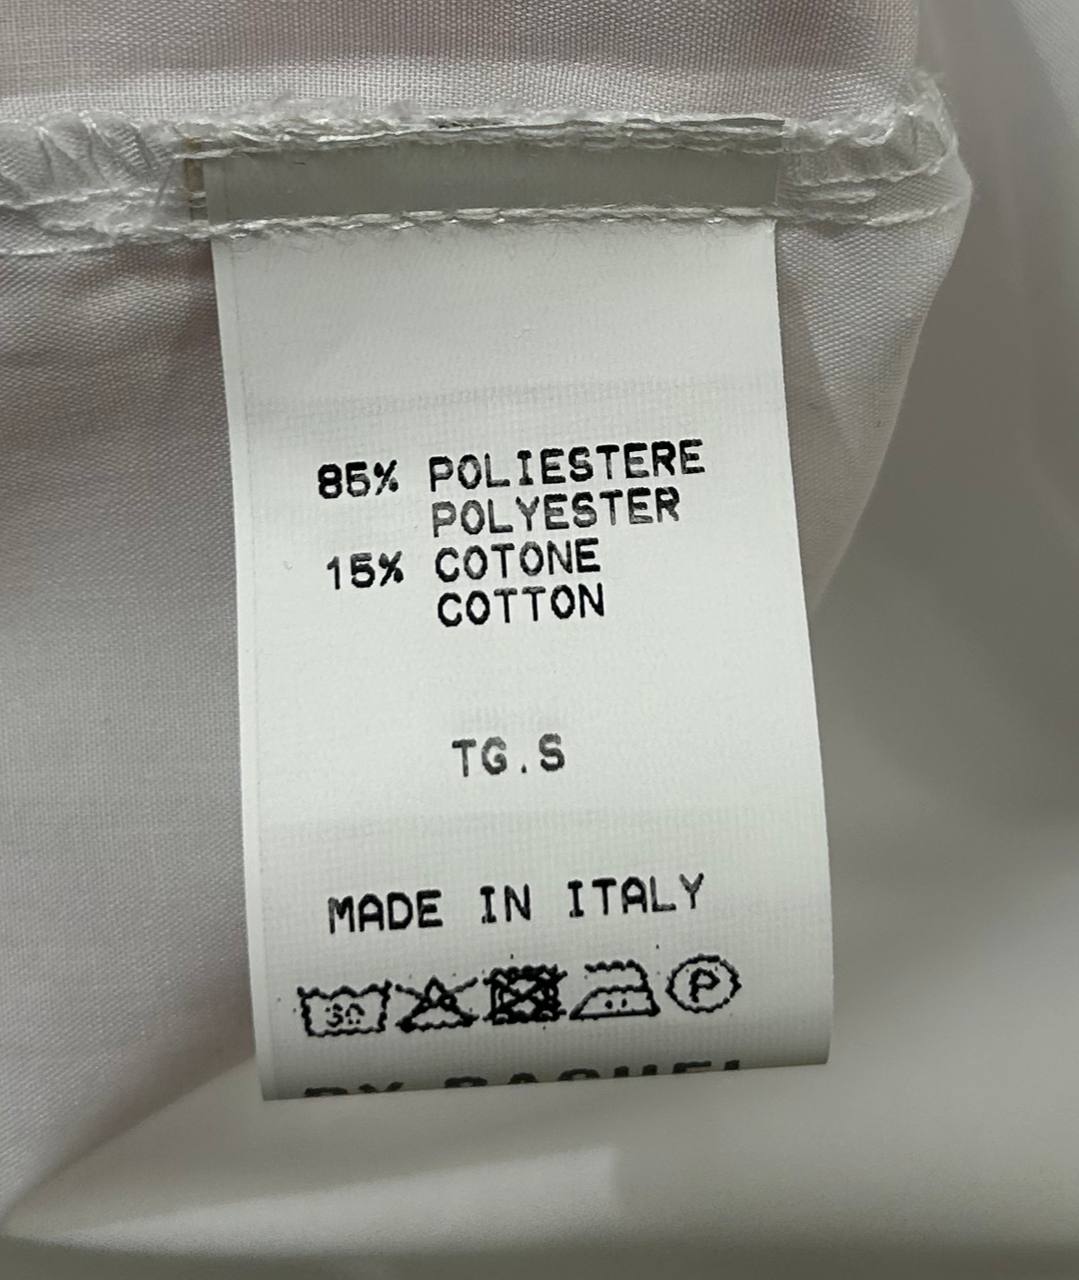 85% POLIESTERE
POLYESTER
15% COTONE
COTTON
TG.S
MADE IN ITALY
30 P